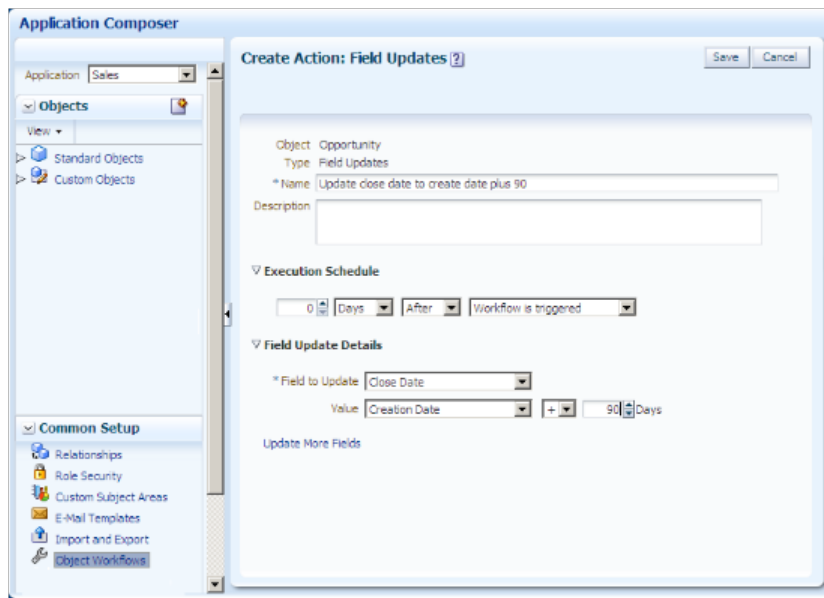 Application Composer
Application Sales
Objects
View
Standard Objects
Custom Objects
Common Setup
Relationships
Role Security
Custom Subject Areas
E-Mail Templates
Import and Export
Object Workflows
Create Action: Field Updates ?
Save Cancel
Object Opportunity
Type Field Updates
* Name Update close date to create date plus 90
Description
Execution Schedule
0 Days After Workflow is triggered
Field Update Details
* Field to Update Close Date
Value Creation Date + 90 Days
Update More Fields